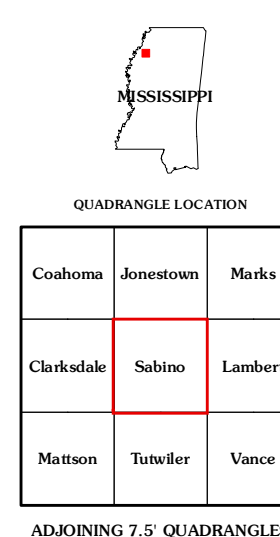 MISSISSIPPI
QUADRANGLE LOCATION
Coahoma Jonestown Marks
Clarksdale Sabino Lambert
Mattson Tutwiler Vance
ADJOINING 7.5' QUADRANGLE